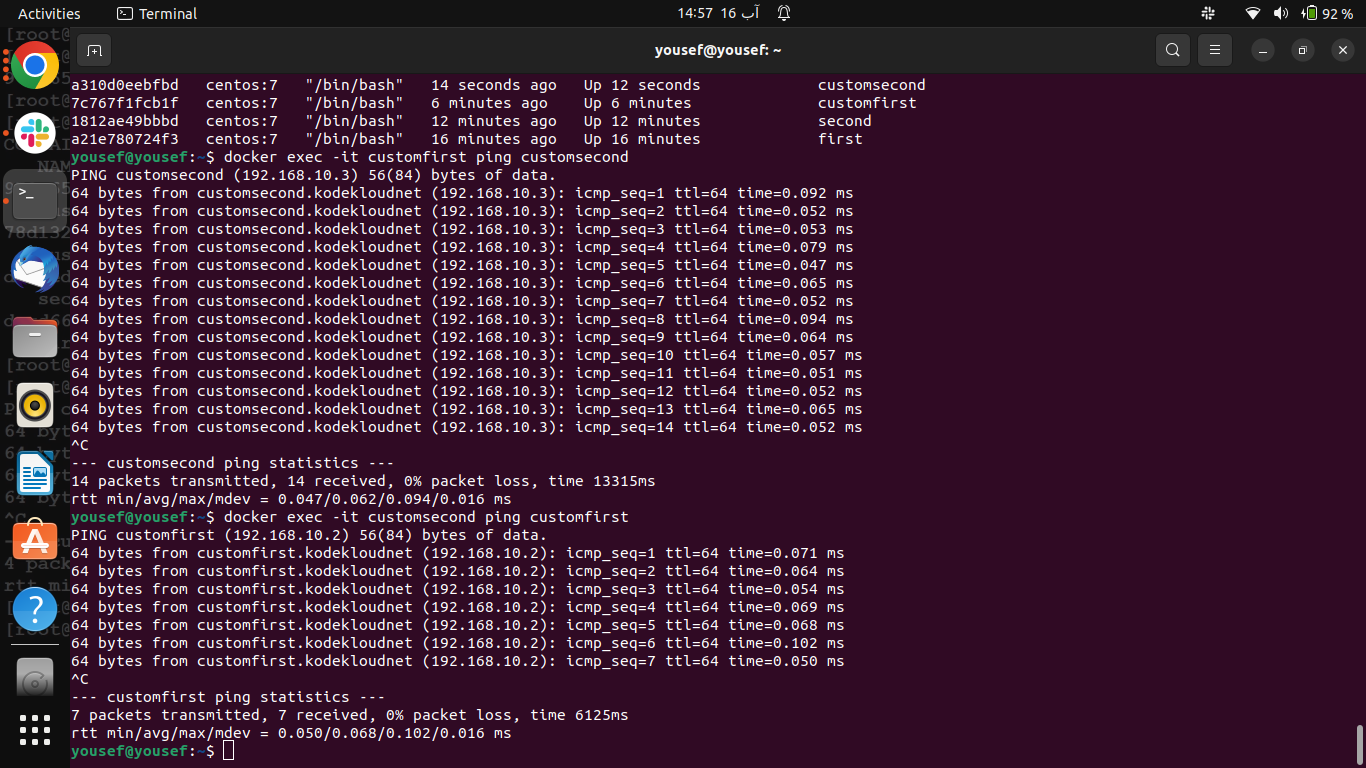 Activities Terminal 14:57 16 آب 92 %
yousef@yousef: ~
a310d0eebfbd centos:7 "/bin/bash" 14 seconds ago Up 12 seconds customsecond
7c767f1fcb1f centos:7 "/bin/bash" 6 minutes ago Up 6 minutes customfirst
1812ae49bbbd centos:7 "/bin/bash" 12 minutes ago Up 12 minutes second
a21e780724f3 centos:7 "/bin/bash" 16 minutes ago Up 16 minutes first
yousef@yousef:~$ docker exec -it customfirst ping customsecond
PING customsecond (192.168.10.3) 56(84) bytes of data.
64 bytes from customsecond.kodekloudnet (192.168.10.3): icmp_seq=1 ttl=64 time=0.092 ms
64 bytes from customsecond.kodekloudnet (192.168.10.3): icmp_seq=2 ttl=64 time=0.052 ms
64 bytes from customsecond.kodekloudnet (192.168.10.3): icmp_seq=3 ttl=64 time=0.053 ms
64 bytes from customsecond.kodekloudnet (192.168.10.3): icmp_seq=4 ttl=64 time=0.079 ms
64 bytes from customsecond.kodekloudnet (192.168.10.3): icmp_seq=5 ttl=64 time=0.047 ms
64 bytes from customsecond.kodekloudnet (192.168.10.3): icmp_seq=6 ttl=64 time=0.065 ms
64 bytes from customsecond.kodekloudnet (192.168.10.3): icmp_seq=7 ttl=64 time=0.052 ms
64 bytes from customsecond.kodekloudnet (192.168.10.3): icmp_seq=8 ttl=64 time=0.094 ms
64 bytes from customsecond.kodekloudnet (192.168.10.3): icmp_seq=9 ttl=64 time=0.064 ms
64 bytes from customsecond.kodekloudnet (192.168.10.3): icmp_seq=10 ttl=64 time=0.057 ms
64 bytes from customsecond.kodekloudnet (192.168.10.3): icmp_seq=11 ttl=64 time=0.051 ms
64 bytes from customsecond.kodekloudnet (192.168.10.3): icmp_seq=12 ttl=64 time=0.052 ms
64 bytes from customsecond.kodekloudnet (192.168.10.3): icmp_seq=13 ttl=64 time=0.065 ms
64 bytes from customsecond.kodekloudnet (192.168.10.3): icmp_seq=14 ttl=64 time=0.052 ms
^C
--- customsecond ping statistics ---
14 packets transmitted, 14 received, 0% packet loss, time 13315ms
rtt min/avg/max/mdev = 0.047/0.062/0.094/0.016 ms
yousef@yousef:~$ docker exec -it customsecond ping customfirst
PING customfirst (192.168.10.2) 56(84) bytes of data.
64 bytes from customfirst.kodekloudnet (192.168.10.2): icmp_seq=1 ttl=64 time=0.071 ms
64 bytes from customfirst.kodekloudnet (192.168.10.2): icmp_seq=2 ttl=64 time=0.064 ms
64 bytes from customfirst.kodekloudnet (192.168.10.2): icmp_seq=3 ttl=64 time=0.054 ms
64 bytes from customfirst.kodekloudnet (192.168.10.2): icmp_seq=4 ttl=64 time=0.069 ms
64 bytes from customfirst.kodekloudnet (192.168.10.2): icmp_seq=5 ttl=64 time=0.068 ms
64 bytes from customfirst.kodekloudnet (192.168.10.2): icmp_seq=6 ttl=64 time=0.102 ms
64 bytes from customfirst.kodekloudnet (192.168.10.2): icmp_seq=7 ttl=64 time=0.050 ms
^C
--- customfirst ping statistics ---
7 packets transmitted, 7 received, 0% packet loss, time 6125ms
rtt min/avg/max/mdev = 0.050/0.068/0.102/0.016 ms
yousef@yousef:~$